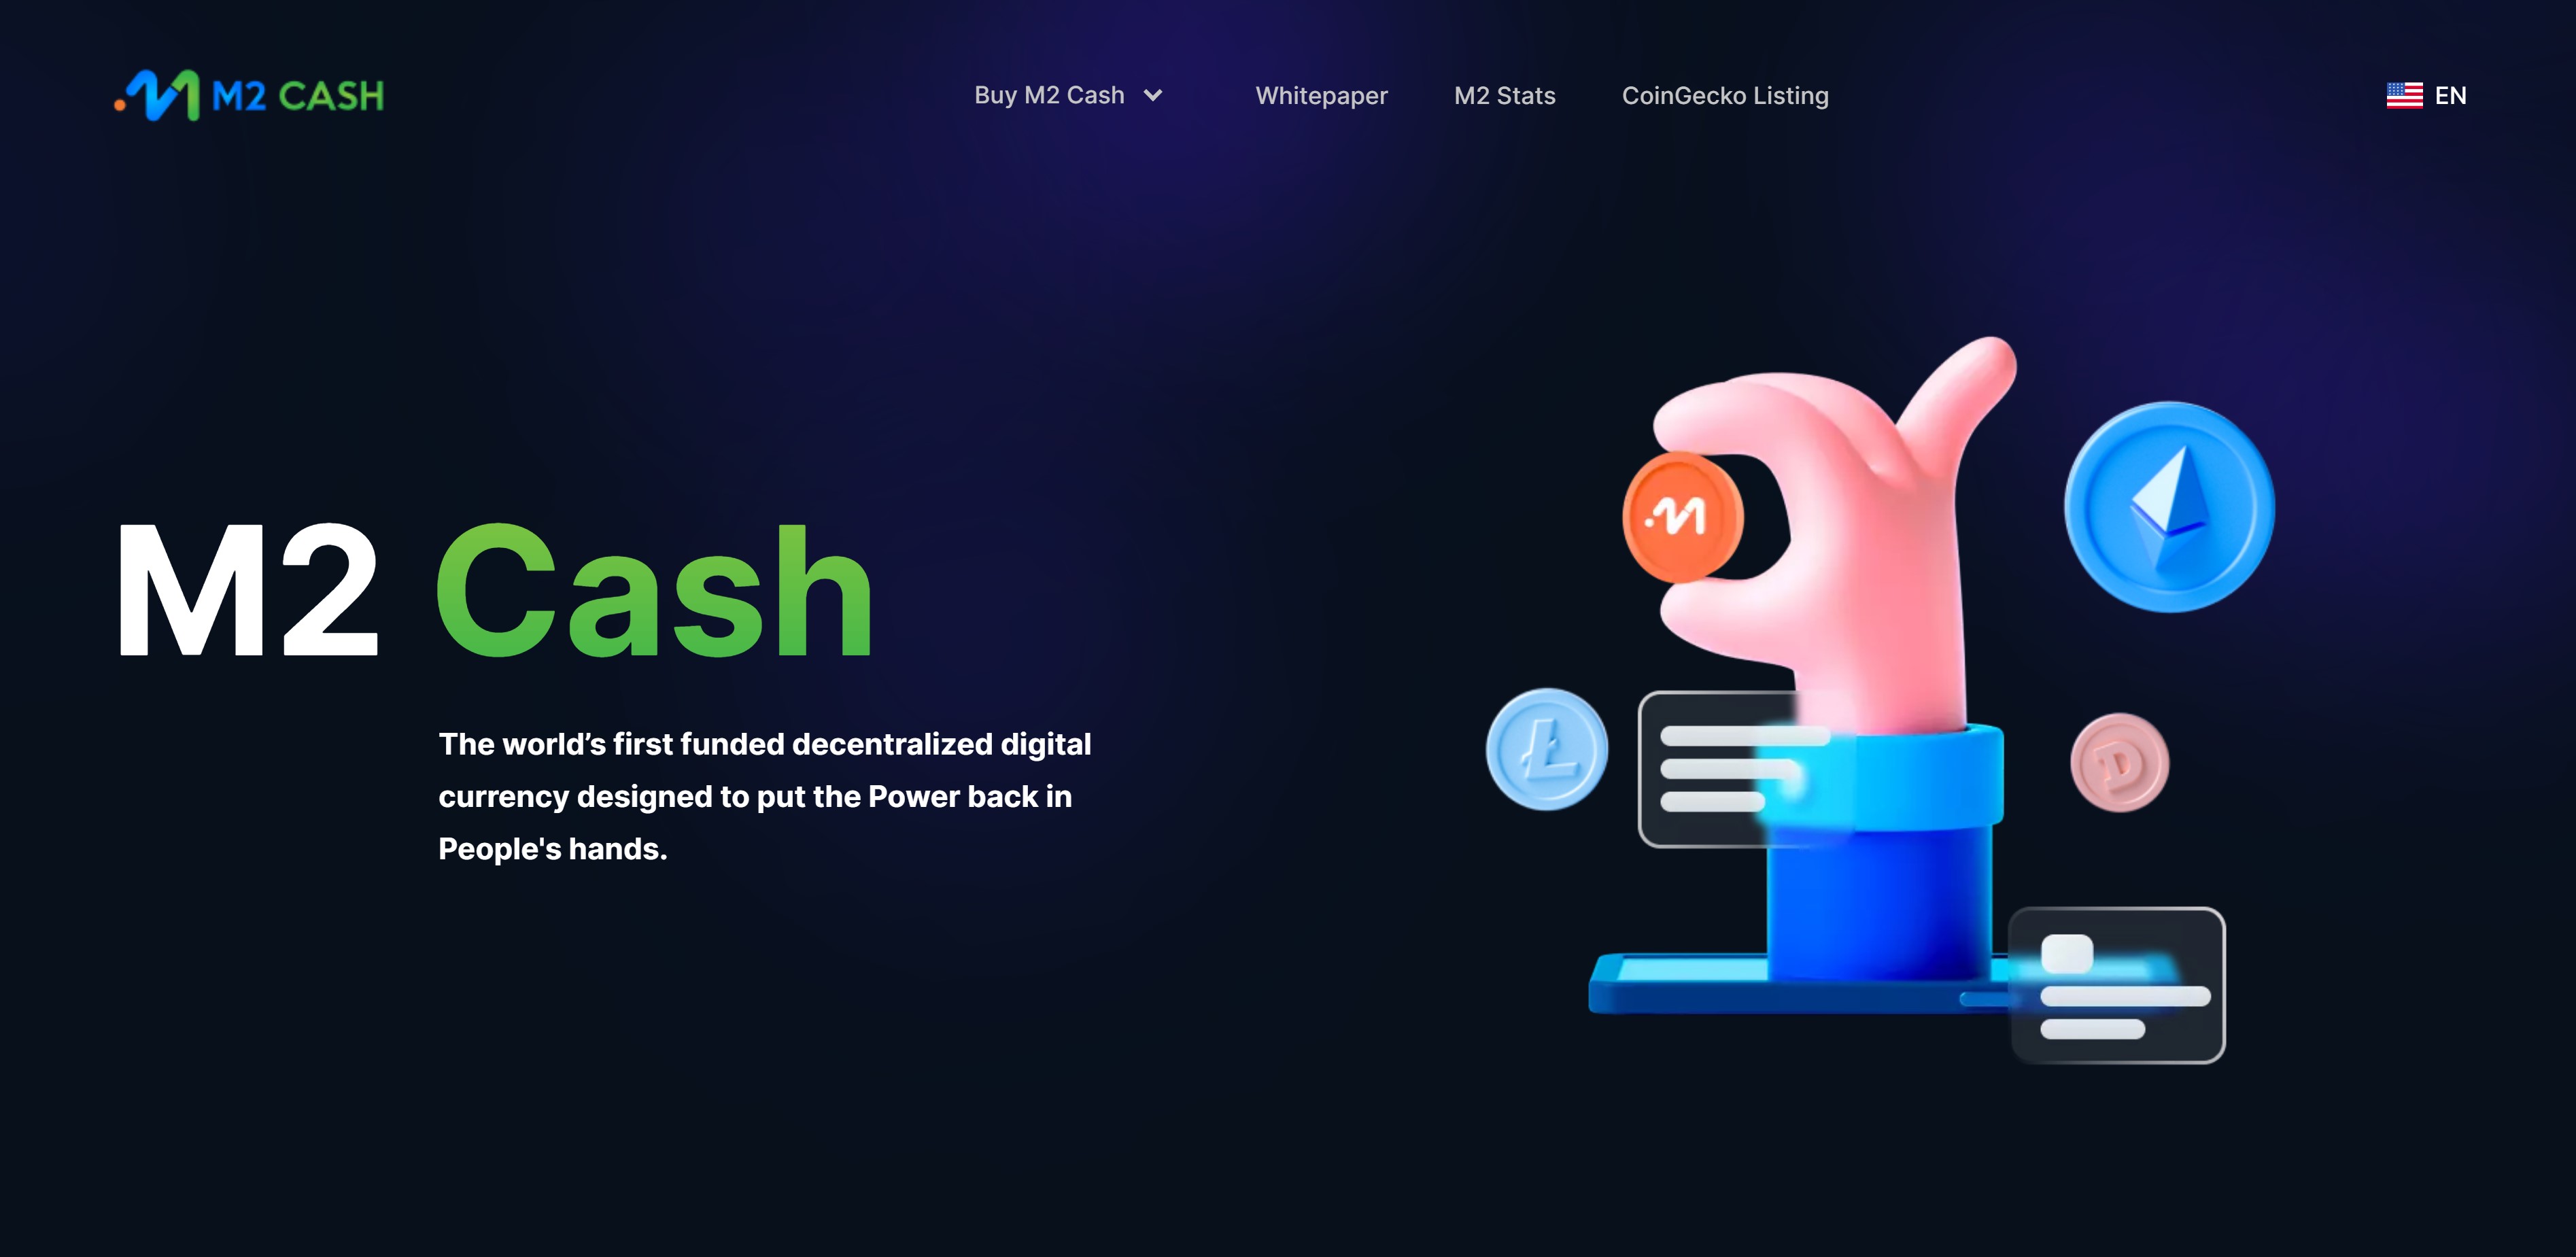 M2 CASH
Buy M2 Cash
Whitepaper
M2 Stats
CoinGecko Listing
EN
M2 Cash
The world’s first funded decentralized digital
currency designed to put the Power back in
People's hands.